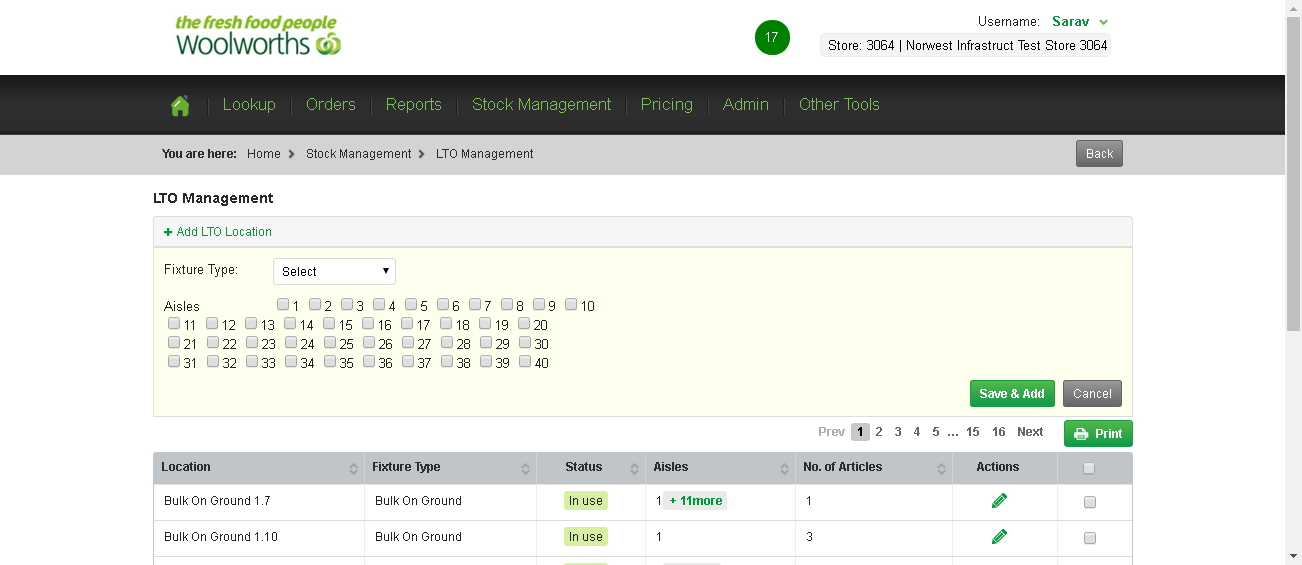 the fresh food people
Woolworths
17
Username: Sarav
Store: 3064 | Norwest Infrastruct Test Store 3064
Lookup Orders Reports Stock Management Pricing Admin Other Tools
You are here: Home Stock Management LTO Management Back
LTO Management
+ Add LTO Location
Fixture Type: Select
Aisles 1 2 3 4 5 6 7 8 9 10
11 12 13 14 15 16 17 18 19 20
21 22 23 24 25 26 27 28 29 30
31 32 33 34 35 36 37 38 39 40
Save & Add Cancel
Prev 1 2 3 4 5 ... 15 16 Next Print
Location Fixture Type Status Aisles No. of Articles Actions
Bulk On Ground 1.7 Bulk On Ground In use 1 + 11more 1
Bulk On Ground 1.10 Bulk On Ground In use 1 3